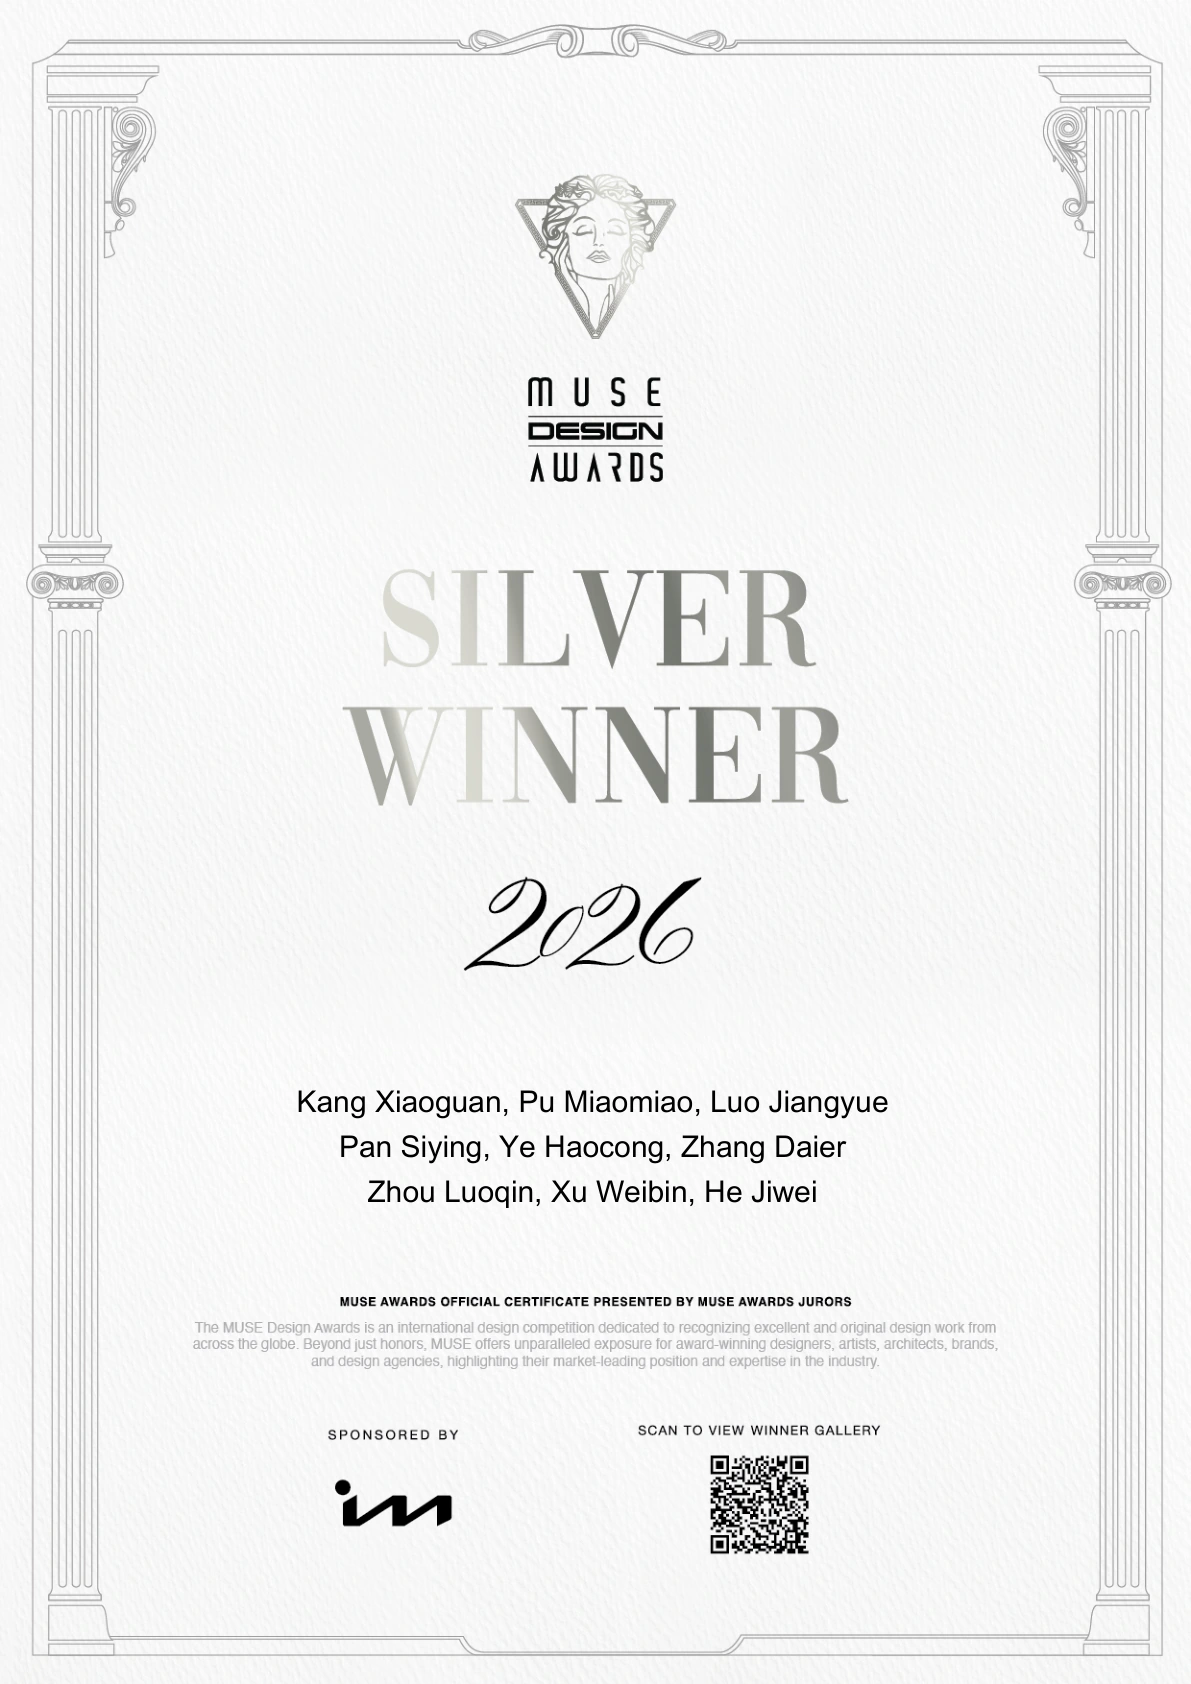 MUSE
DESIGN
AWARDS
SILVER
WINNER
2026
Kang Xiaoguan, Pu Miaomiao, Luo Jiangyue
Pan Siying, Ye Haocong, Zhang Daier
Zhou Luoqin, Xu Weibin, He Jiwei
MUSE AWARDS OFFICIAL CERTIFICATE PRESENTED BY MUSE AWARDS JURORS
The MUSE Design Awards is an international design competition dedicated to recognizing excellent and original design work from
across the globe. Beyond just honors, MUSE offers unparalleled exposure for award-winning designers, artists, architects, brands,
and design agencies, highlighting their market-leading position and expertise in the industry.
SPONSORED BY
SCAN TO VIEW WINNER GALLERY
im